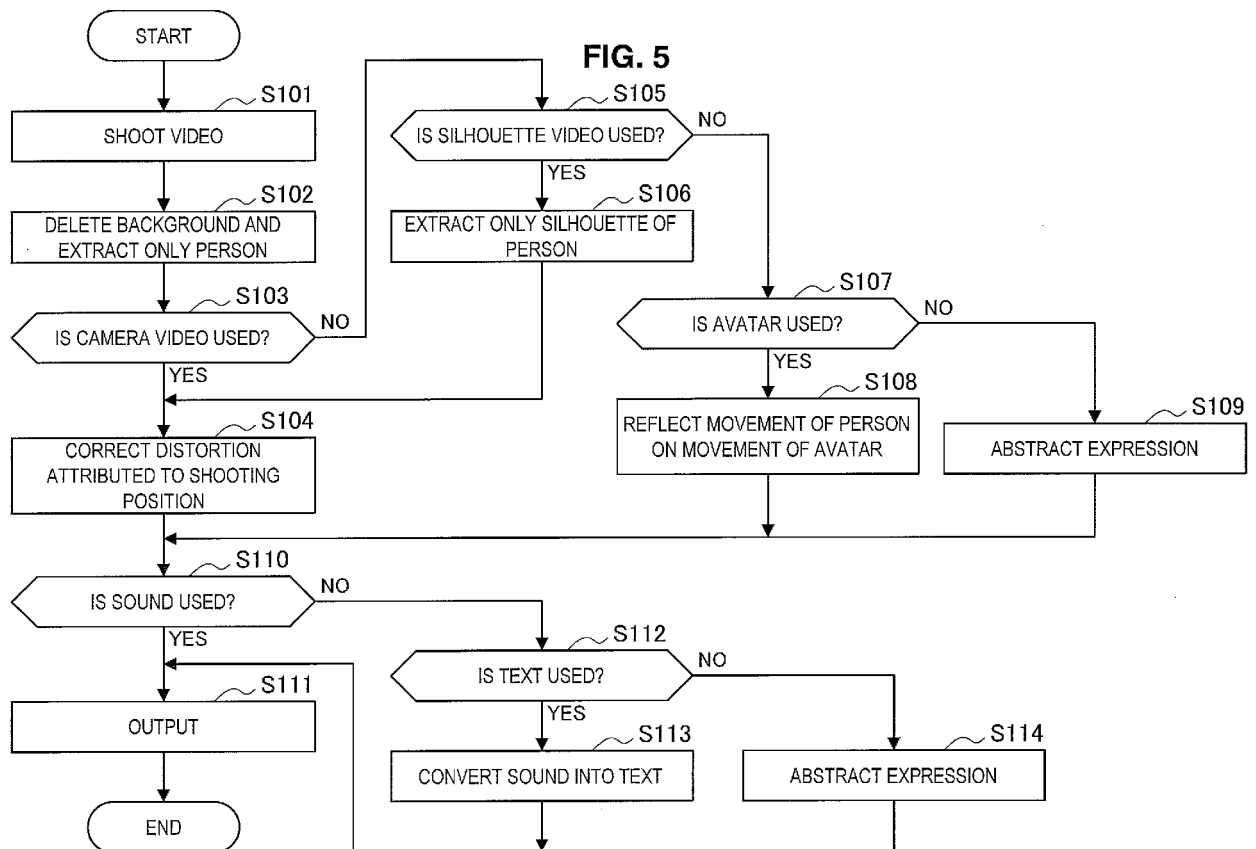 FIG. 5
START
S101
SHOOT VIDEO
S102
DELETE BACKGROUND AND
EXTRACT ONLY PERSON
S103
IS CAMERA VIDEO USED?
NO
YES
S104
CORRECT DISTORTION
ATTRIBUTED TO SHOOTING
POSITION
S105
IS SILHOUETTE VIDEO USED?
NO
YES
S106
EXTRACT ONLY SILHOUETTE OF
PERSON
S107
IS AVATAR USED?
NO
YES
S108
REFLECT MOVEMENT OF PERSON
ON MOVEMENT OF AVATAR
S109
ABSTRACT EXPRESSION
S110
IS SOUND USED?
NO
YES
S111
OUTPUT
END
S112
IS TEXT USED?
NO
YES
S113
CONVERT SOUND INTO TEXT
S114
ABSTRACT EXPRESSION